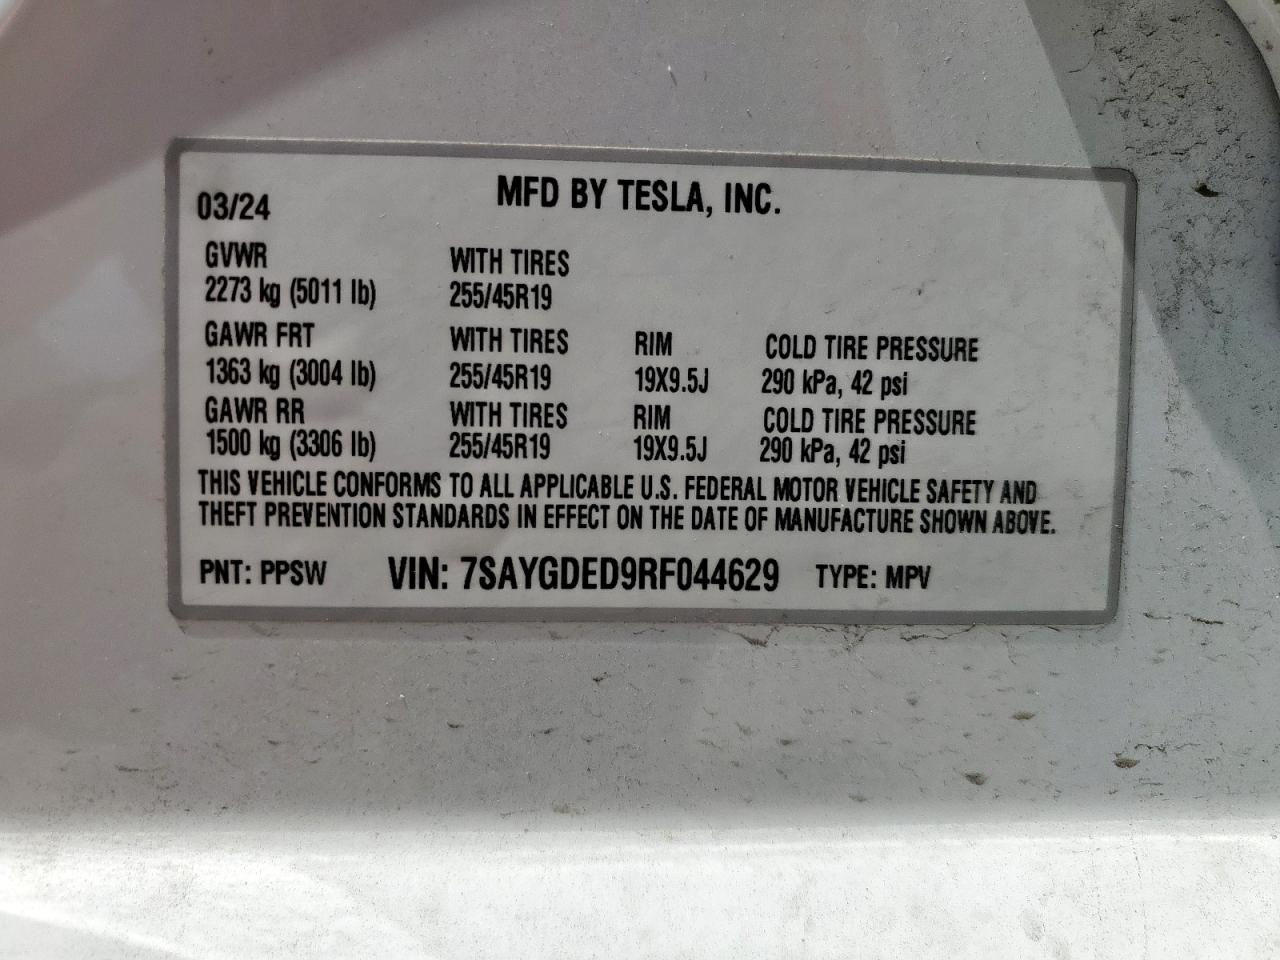 03/24 MFD BY TESLA, INC.
GVWR WITH TIRES
2273 kg (5011 lb) 255/45R19
GAWR FRT WITH TIRES RIM COLD TIRE PRESSURE
1363 kg (3004 lb) 255/45R19 19X9.5J 290 kPa, 42 psi
GAWR RR WITH TIRES RIM COLD TIRE PRESSURE
1500 kg (3306 lb) 255/45R19 19X9.5J 290 kPa, 42 psi
THIS VEHICLE CONFORMS TO ALL APPLICABLE U.S. FEDERAL MOTOR VEHICLE SAFETY AND
THEFT PREVENTION STANDARDS IN EFFECT ON THE DATE OF MANUFACTURE SHOWN ABOVE.
PNT: PPSW VIN: 7SAYGDED9RF044629 TYPE: MPV